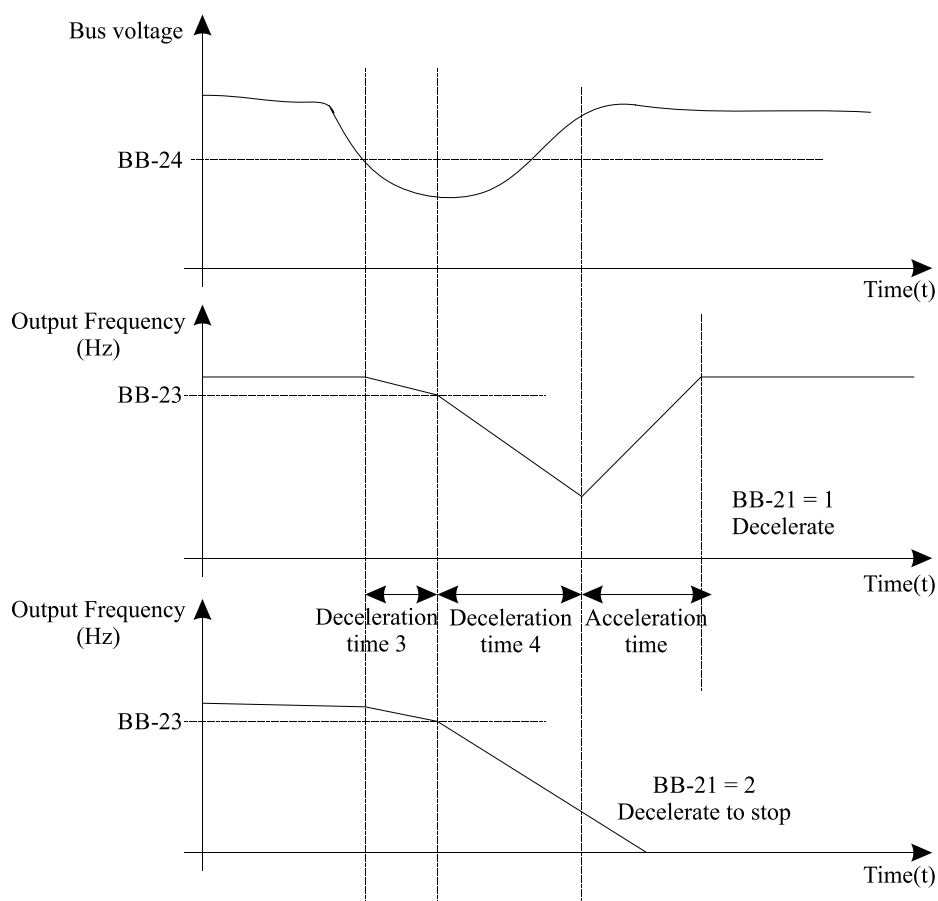 Bus voltage
BB-24
Time(t)
Output Frequency
(Hz)
BB-23
BB-21 = 1
Decelerate
Time(t)
Deceleration
time 3
Deceleration
time 4
Acceleration
time
Output Frequency
(Hz)
BB-23
BB-21 = 2
Decelerate to stop
Time(t)